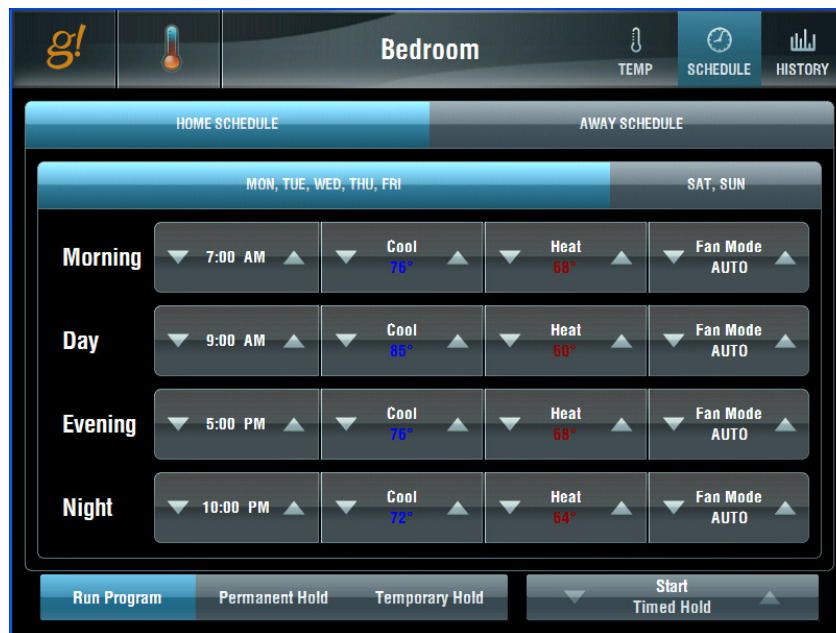 g!
Bedroom
TEMP
SCHEDULE
HISTORY
HOME SCHEDULE
AWAY SCHEDULE
MON, TUE, WED, THU, FRI
SAT, SUN
Morning
7:00 AM
Cool
76°
Heat
68°
Fan Mode
AUTO
Day
9:00 AM
Cool
85°
Heat
60°
Fan Mode
AUTO
Evening
5:00 PM
Cool
76°
Heat
68°
Fan Mode
AUTO
Night
10:00 PM
Cool
72°
Heat
64°
Fan Mode
AUTO
Run Program
Permanent Hold
Temporary Hold
Start
Timed Hold